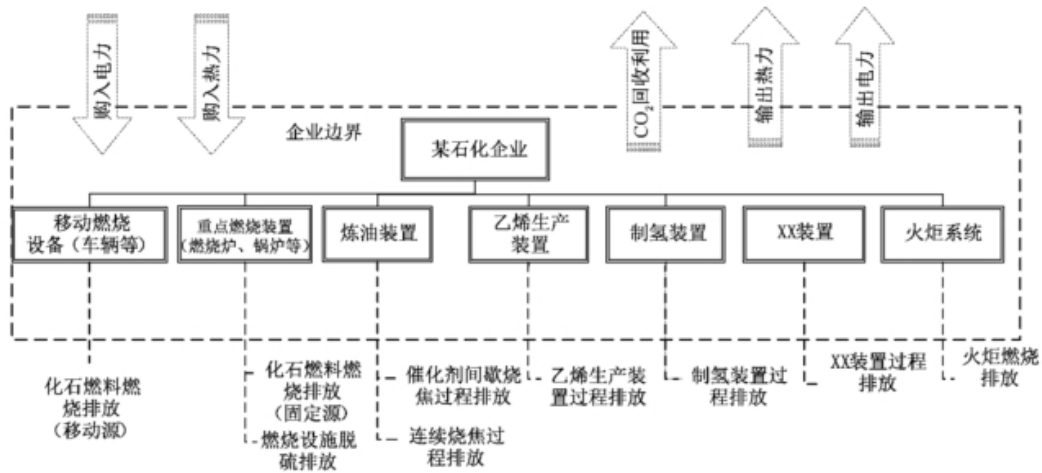 购入电力
购入热力
CO₂回收利用
输出热力
输出电力
企业边界
某石化企业
移动燃烧
设备（车辆等）
重点燃烧装置
（燃烧炉、锅炉等）
炼油装置
乙烯生产
装置
制氢装置
XX装置
火炬系统
化石燃料燃
烧排放
（移动源）
化石燃料燃
烧排放
（固定源）
燃烧设施脱
硫排放
催化剂间歇烧
焦过程排放
连续烧焦过
程排放
乙烯生产装
置过程排放
制氢装置过
程排放
XX装置过程
排放
火炬燃烧
排放